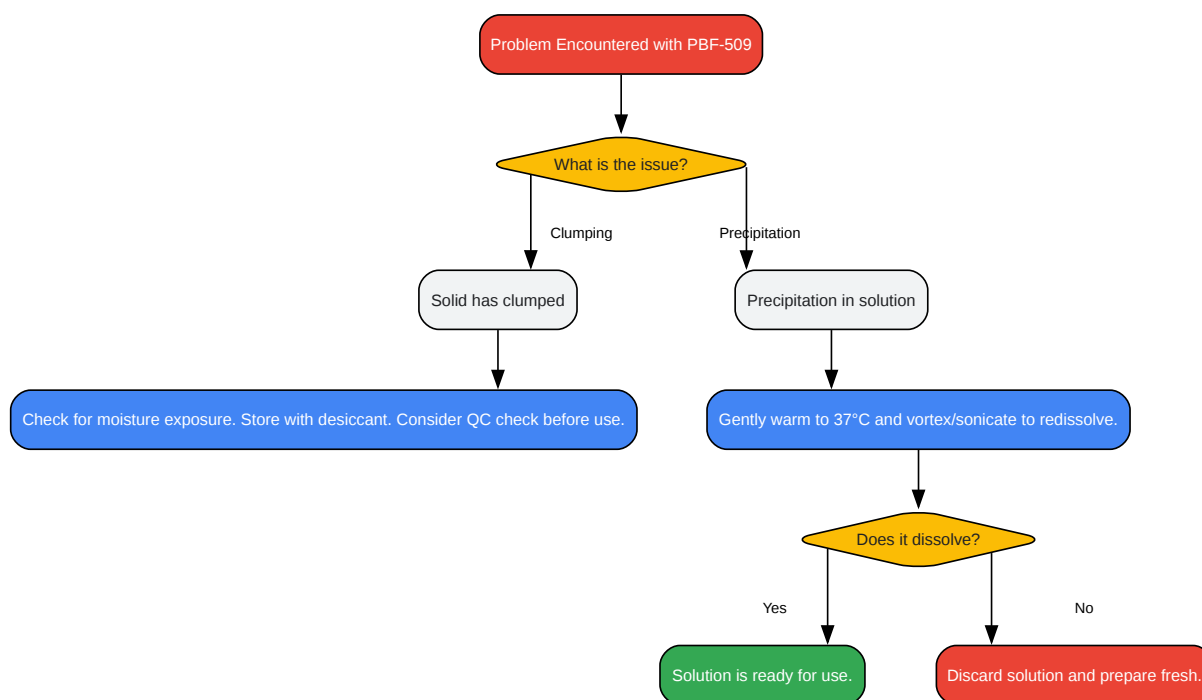 Problem Encountered with PBF-509
What is the issue?
Clumping
Precipitation
Solid has clumped
Precipitation in solution
Check for moisture exposure. Store with desiccant. Consider QC check before use.
Gently warm to 37°C and vortex/sonicate to redissolve.
Does it dissolve?
Yes
No
Solution is ready for use.
Discard solution and prepare fresh.